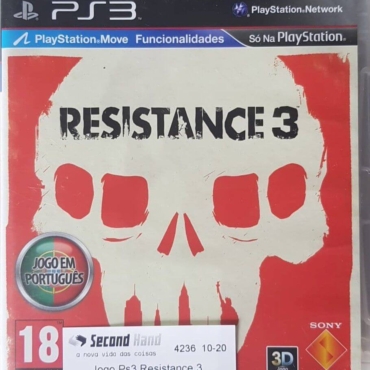 PS3
PlayStation®Network
PlayStation®Move Funcionalidades
Só Na PlayStation®
RESISTANCE 3
JOGO EM
PORTUGUÊS
18
Second Hand
a nova vida das coisas
4236 10-20
Jogo Ps3 Resistance 3
SONY
3D